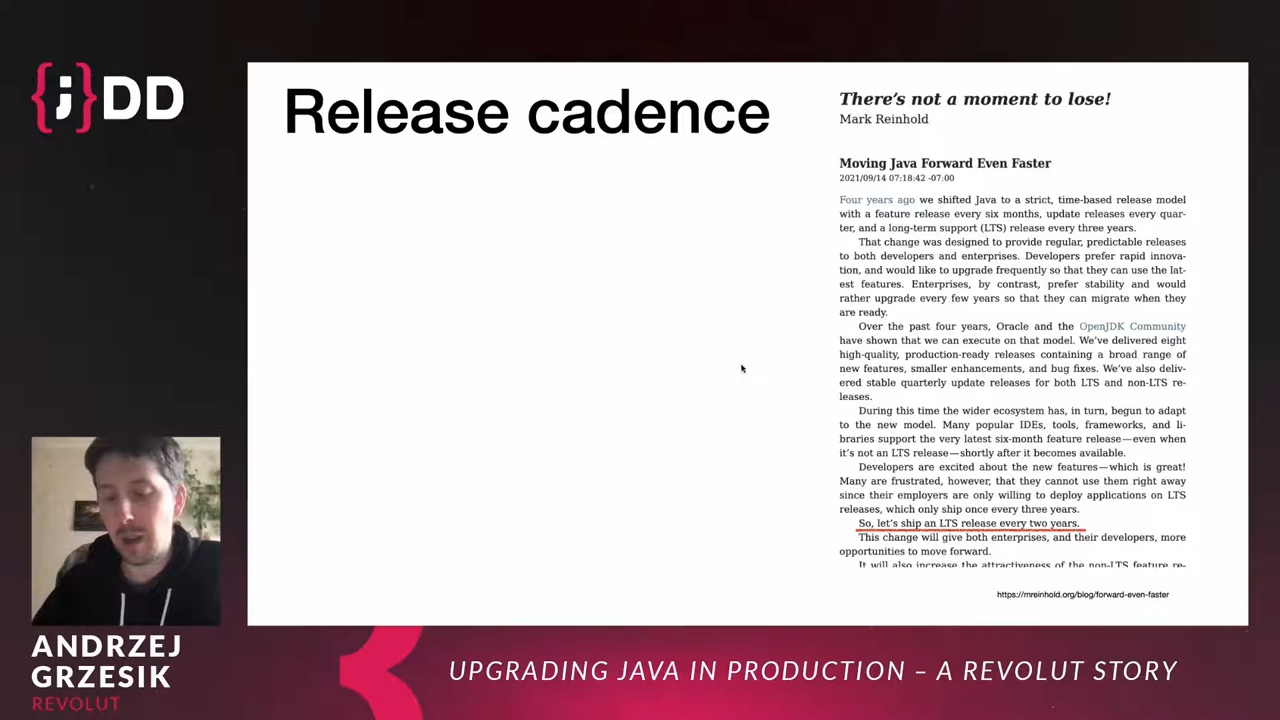 {;}DD
Release cadence
There's not a moment to lose!
Mark Reinhold
Moving Java Forward Even Faster
2021/09/14 07:18:42 -07:00
Four years ago we shifted Java to a strict, time-based release model
with a feature release every six months, update releases every quar-
ter, and a long-term support (LTS) release every three years.
That change was designed to provide regular, predictable releases
to both developers and enterprises. Developers prefer rapid innova-
tion, and would like to upgrade frequently so that they can use the lat-
est features. Enterprises, by contrast, prefer stability and would
rather upgrade every few years so that they can migrate when they
are ready.
Over the past four years, Oracle and the OpenJDK Community
have shown that we can execute on that model. We've delivered eight
high-quality, production-ready releases containing a broad range of
new features, smaller enhancements, and bug fixes. We've also deliv-
ered stable quarterly update releases for both LTS and non-LTS re-
leases.
During this time the wider ecosystem has, in turn, begun to adapt
to the new model. Many popular IDEs, tools, frameworks, and li-
braries support the very latest six-month feature release—even when
it's not an LTS release—shortly after it becomes available.
Developers are excited about the new features—which is great!
Many are frustrated, however, that they cannot use them right away
since their employers are only willing to deploy applications on LTS
releases, which only ship once every three years.
So, let's ship an LTS release every two years.
This change will give both enterprises, and their developers, more
opportunities to move forward.
It will also increase the attractiveness of the non-LTS feature re-
https://mreinhold.org/blog/forward-even-faster
ANDRZEJ
GRZESIK
REVOLUT
UPGRADING JAVA IN PRODUCTION – A REVOLUT STORY